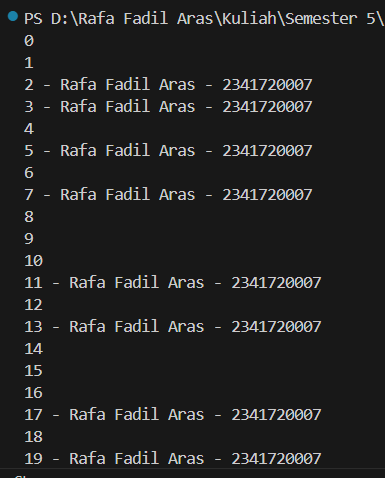 PS D:\Rafa Fadil Aras\Kuliah\Semester 5\
0
1
2 - Rafa Fadil Aras - 2341720007
3 - Rafa Fadil Aras - 2341720007
4
5 - Rafa Fadil Aras - 2341720007
6
7 - Rafa Fadil Aras - 2341720007
8
9
10
11 - Rafa Fadil Aras - 2341720007
12
13 - Rafa Fadil Aras - 2341720007
14
15
16
17 - Rafa Fadil Aras - 2341720007
18
19 - Rafa Fadil Aras - 2341720007